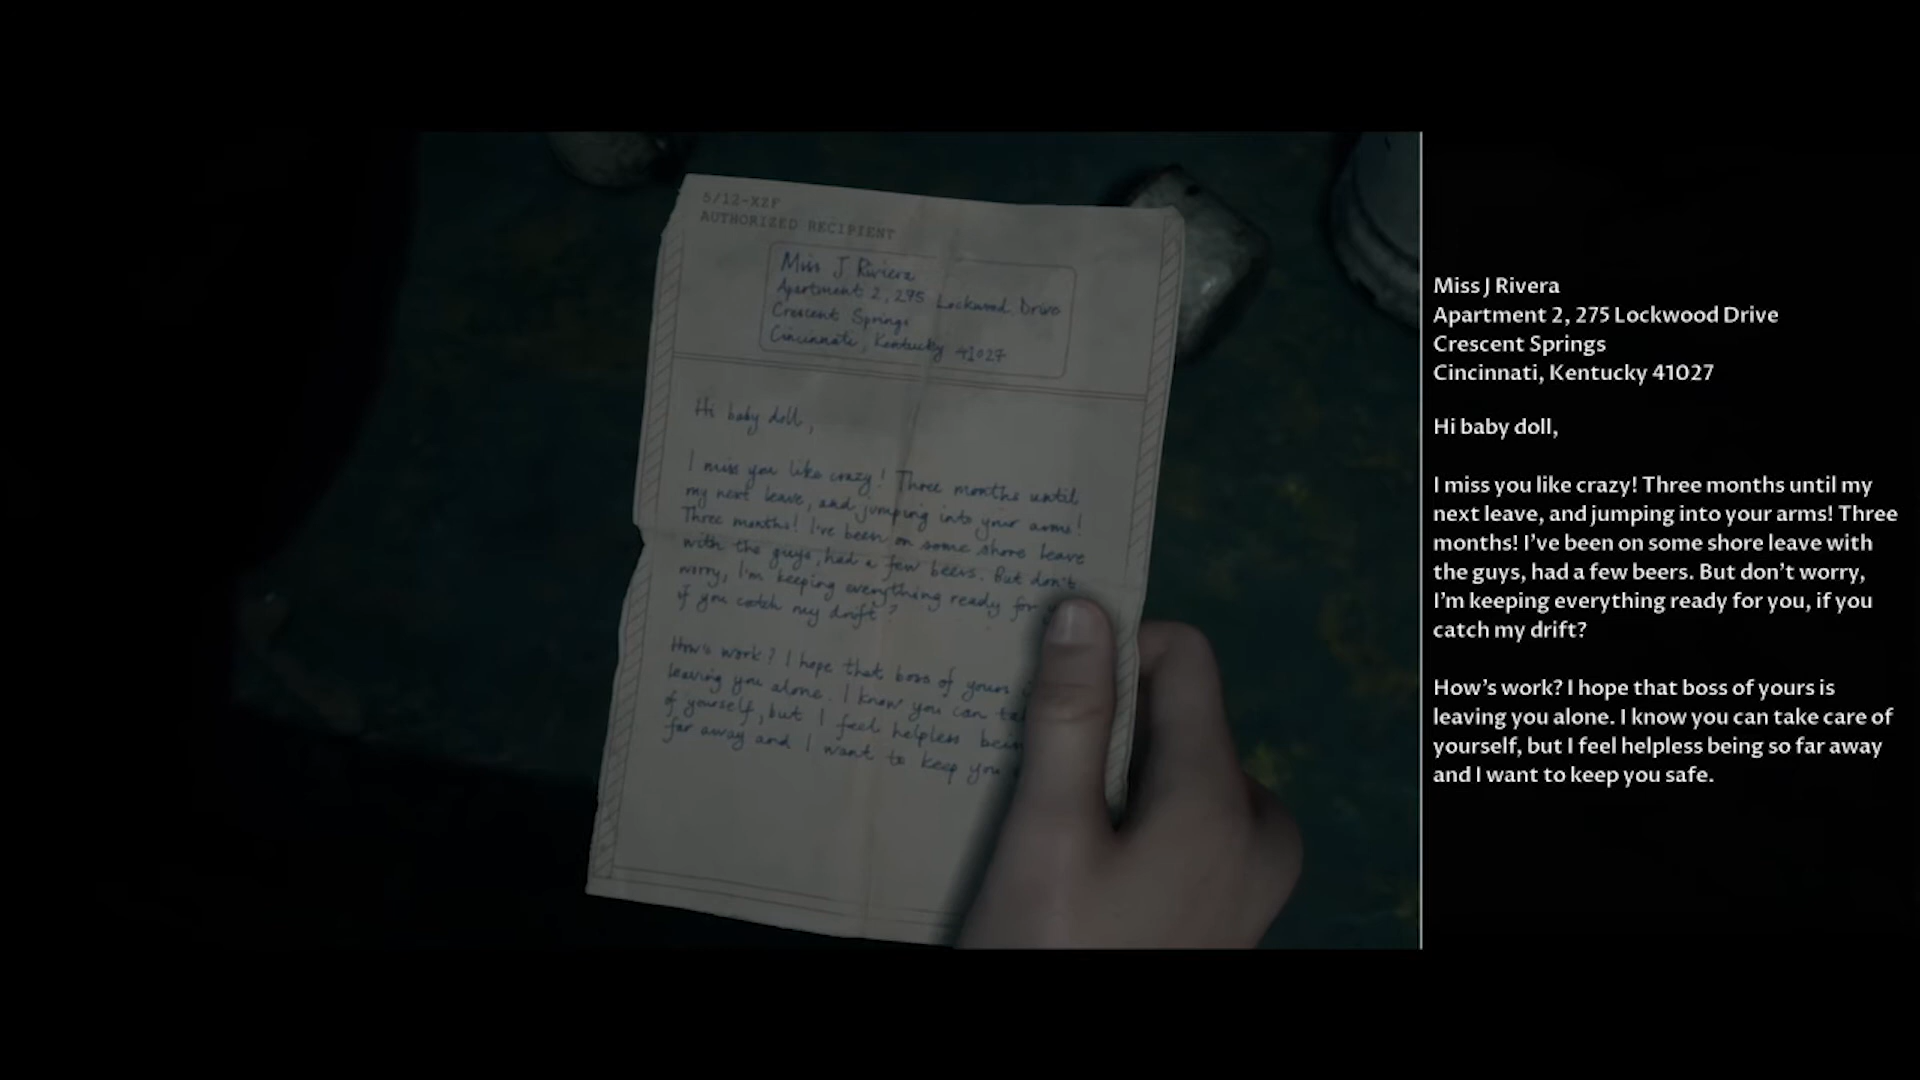 5/12-XZF
AUTHORIZED RECIPIENT
Miss J Riviera
Apartment 2, 275 Lockwood Drive
Crescent Springs
Cincinnati, Kentucky 41027
Hi baby doll,
I miss you like crazy! Three months until
my next leave, and jumping into your arms!
Three months! I've been on some shore leave
with the guys, had a few beers. But don't
worry, I'm keeping everything ready for
if you catch my drift?
How's work? I hope that boss of yours
leaving you alone. I know you can
of yourself, but I feel helpless
far away and I want to keep you
Miss J Rivera
Apartment 2, 275 Lockwood Drive
Crescent Springs
Cincinnati, Kentucky 41027
Hi baby doll,
I miss you like crazy! Three months until my
next leave, and jumping into your arms! Three
months! I've been on some shore leave with
the guys, had a few beers. But don't worry,
I'm keeping everything ready for you, if you
catch my drift?
How's work? I hope that boss of yours is
leaving you alone. I know you can take care of
yourself, but I feel helpless being so far away
and I want to keep you safe.